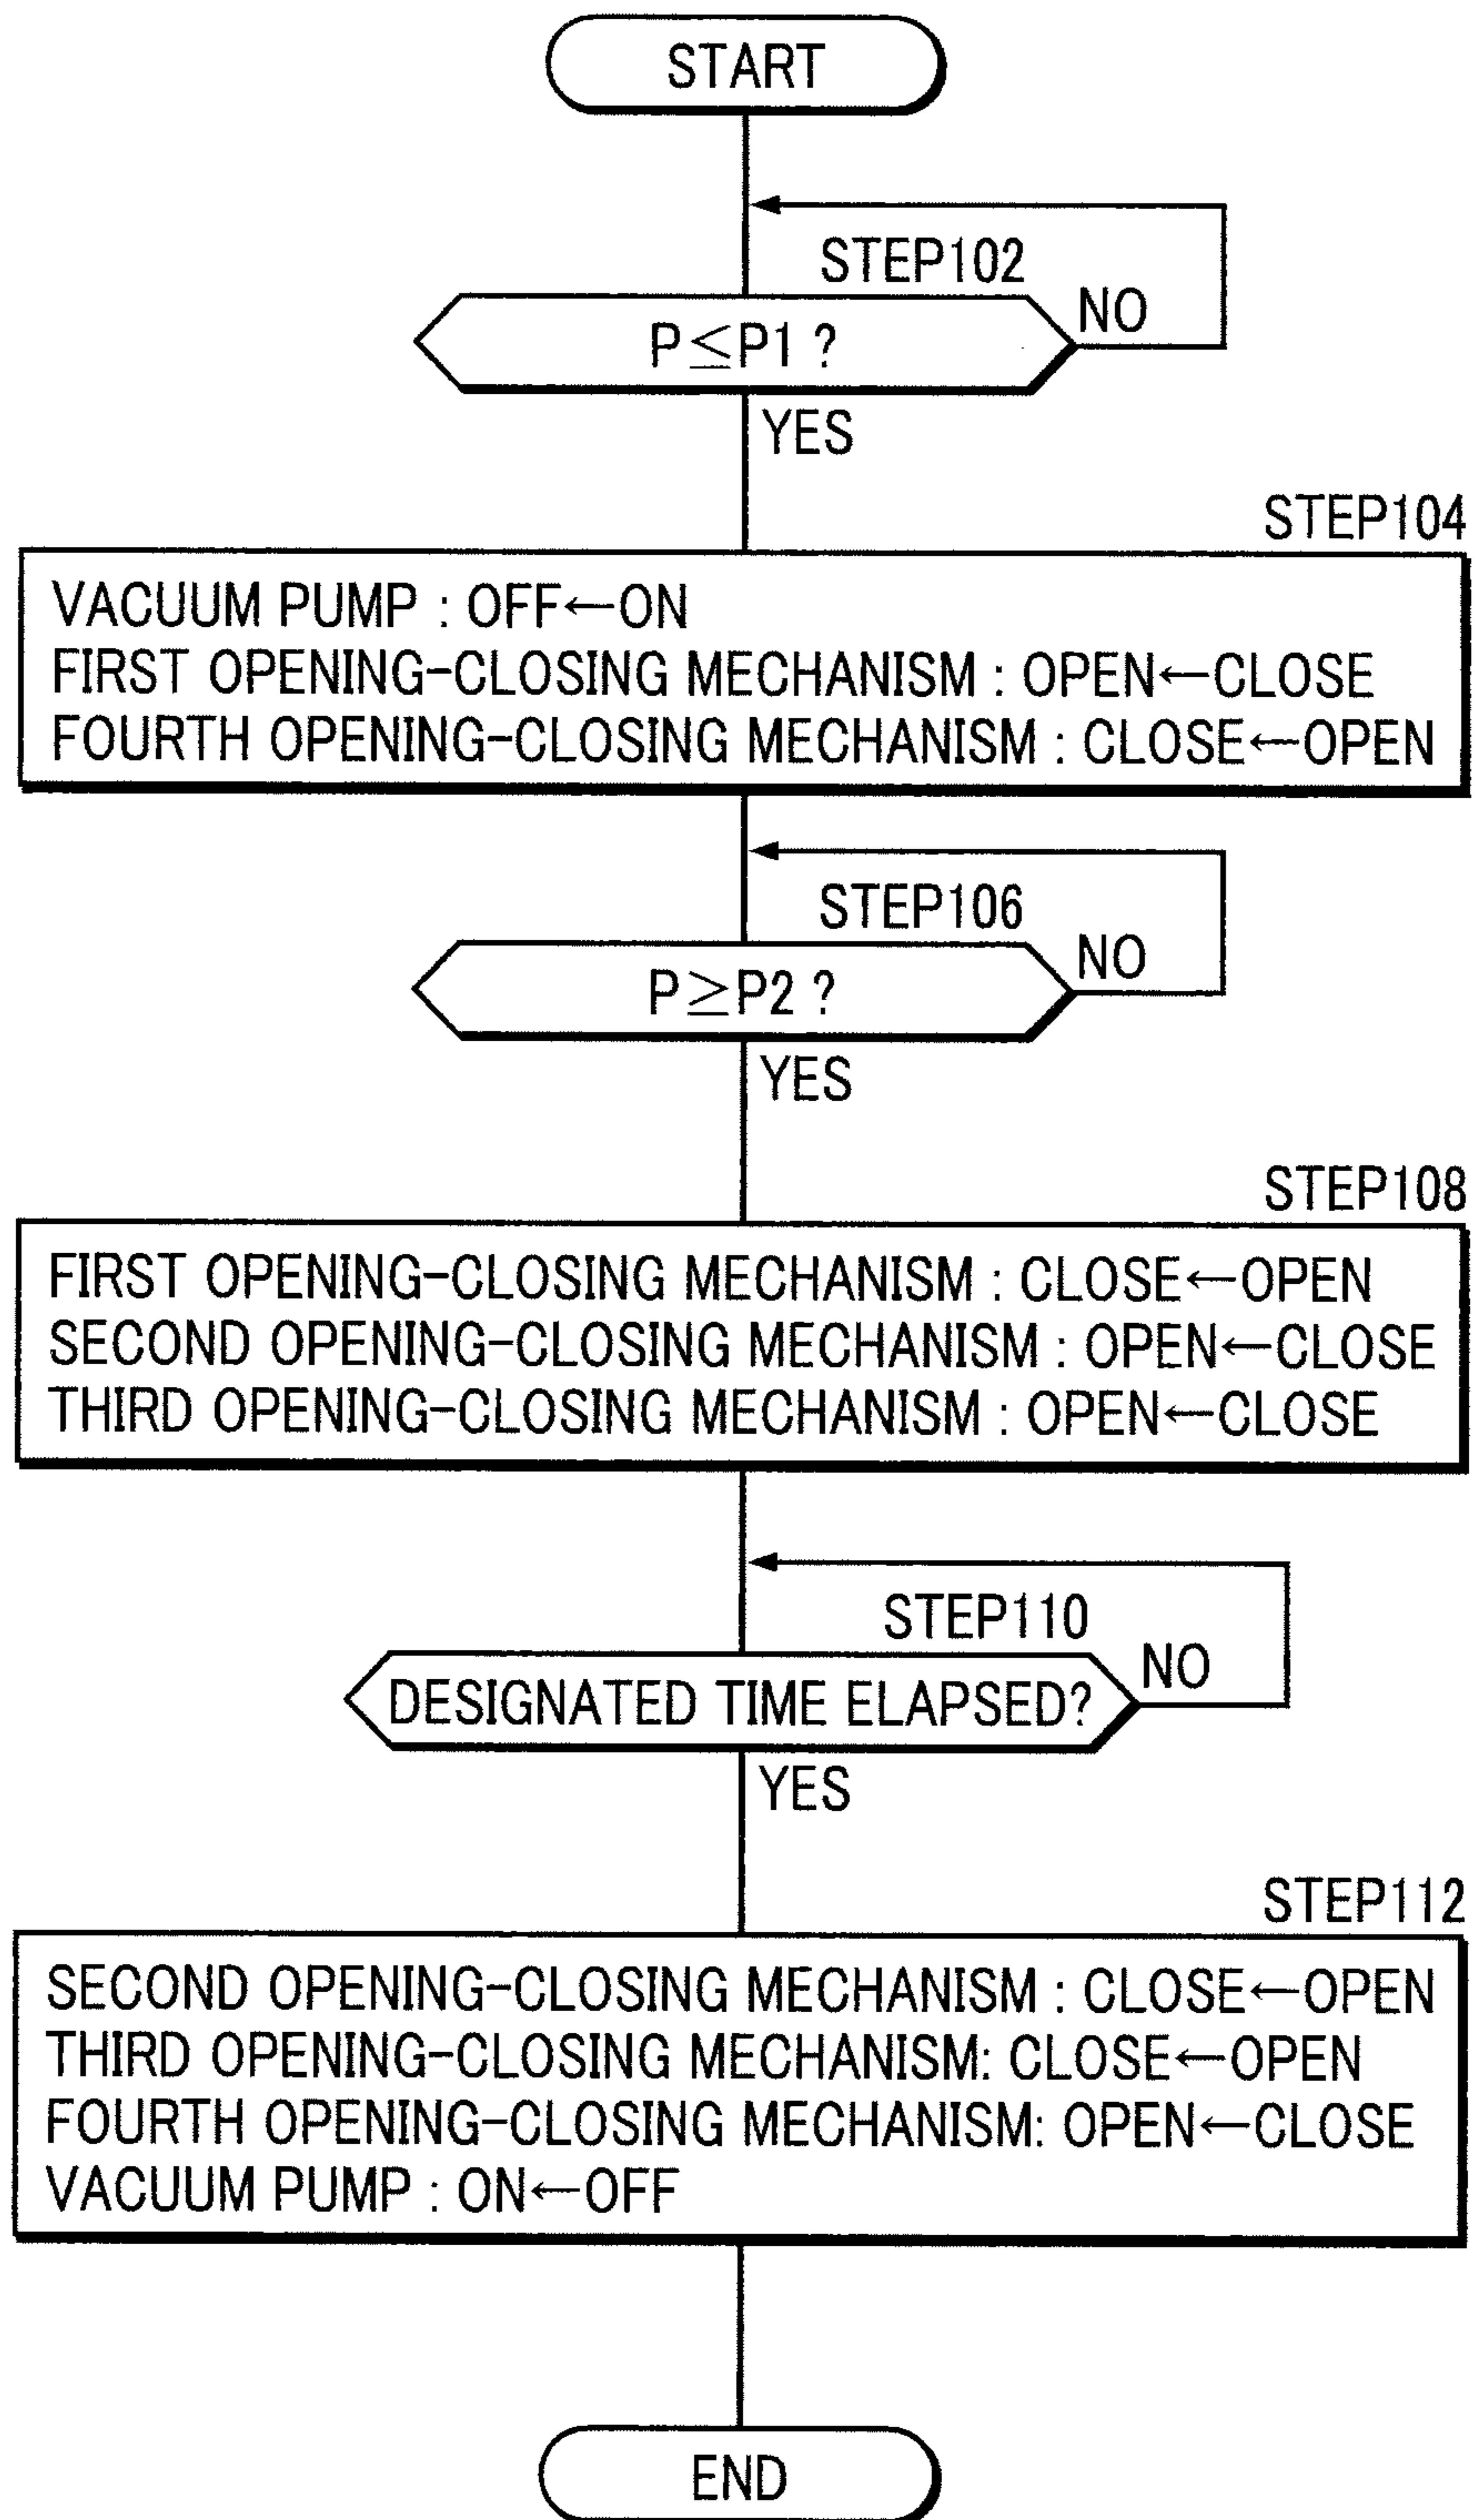 START
STEP102
P≦P1 ?
NO
YES
STEP104
VACUUM PUMP : OFF←ON
FIRST OPENING-CLOSING MECHANISM : OPEN←CLOSE
FOURTH OPENING-CLOSING MECHANISM : CLOSE←OPEN
STEP106
P≧P2 ?
NO
YES
STEP108
FIRST OPENING-CLOSING MECHANISM : CLOSE←OPEN
SECOND OPENING-CLOSING MECHANISM : OPEN←CLOSE
THIRD OPENING-CLOSING MECHANISM : OPEN←CLOSE
STEP110
DESIGNATED TIME ELAPSED?
NO
YES
STEP112
SECOND OPENING-CLOSING MECHANISM : CLOSE←OPEN
THIRD OPENING-CLOSING MECHANISM: CLOSE←OPEN
FOURTH OPENING-CLOSING MECHANISM: OPEN←CLOSE
VACUUM PUMP : ON←OFF
END